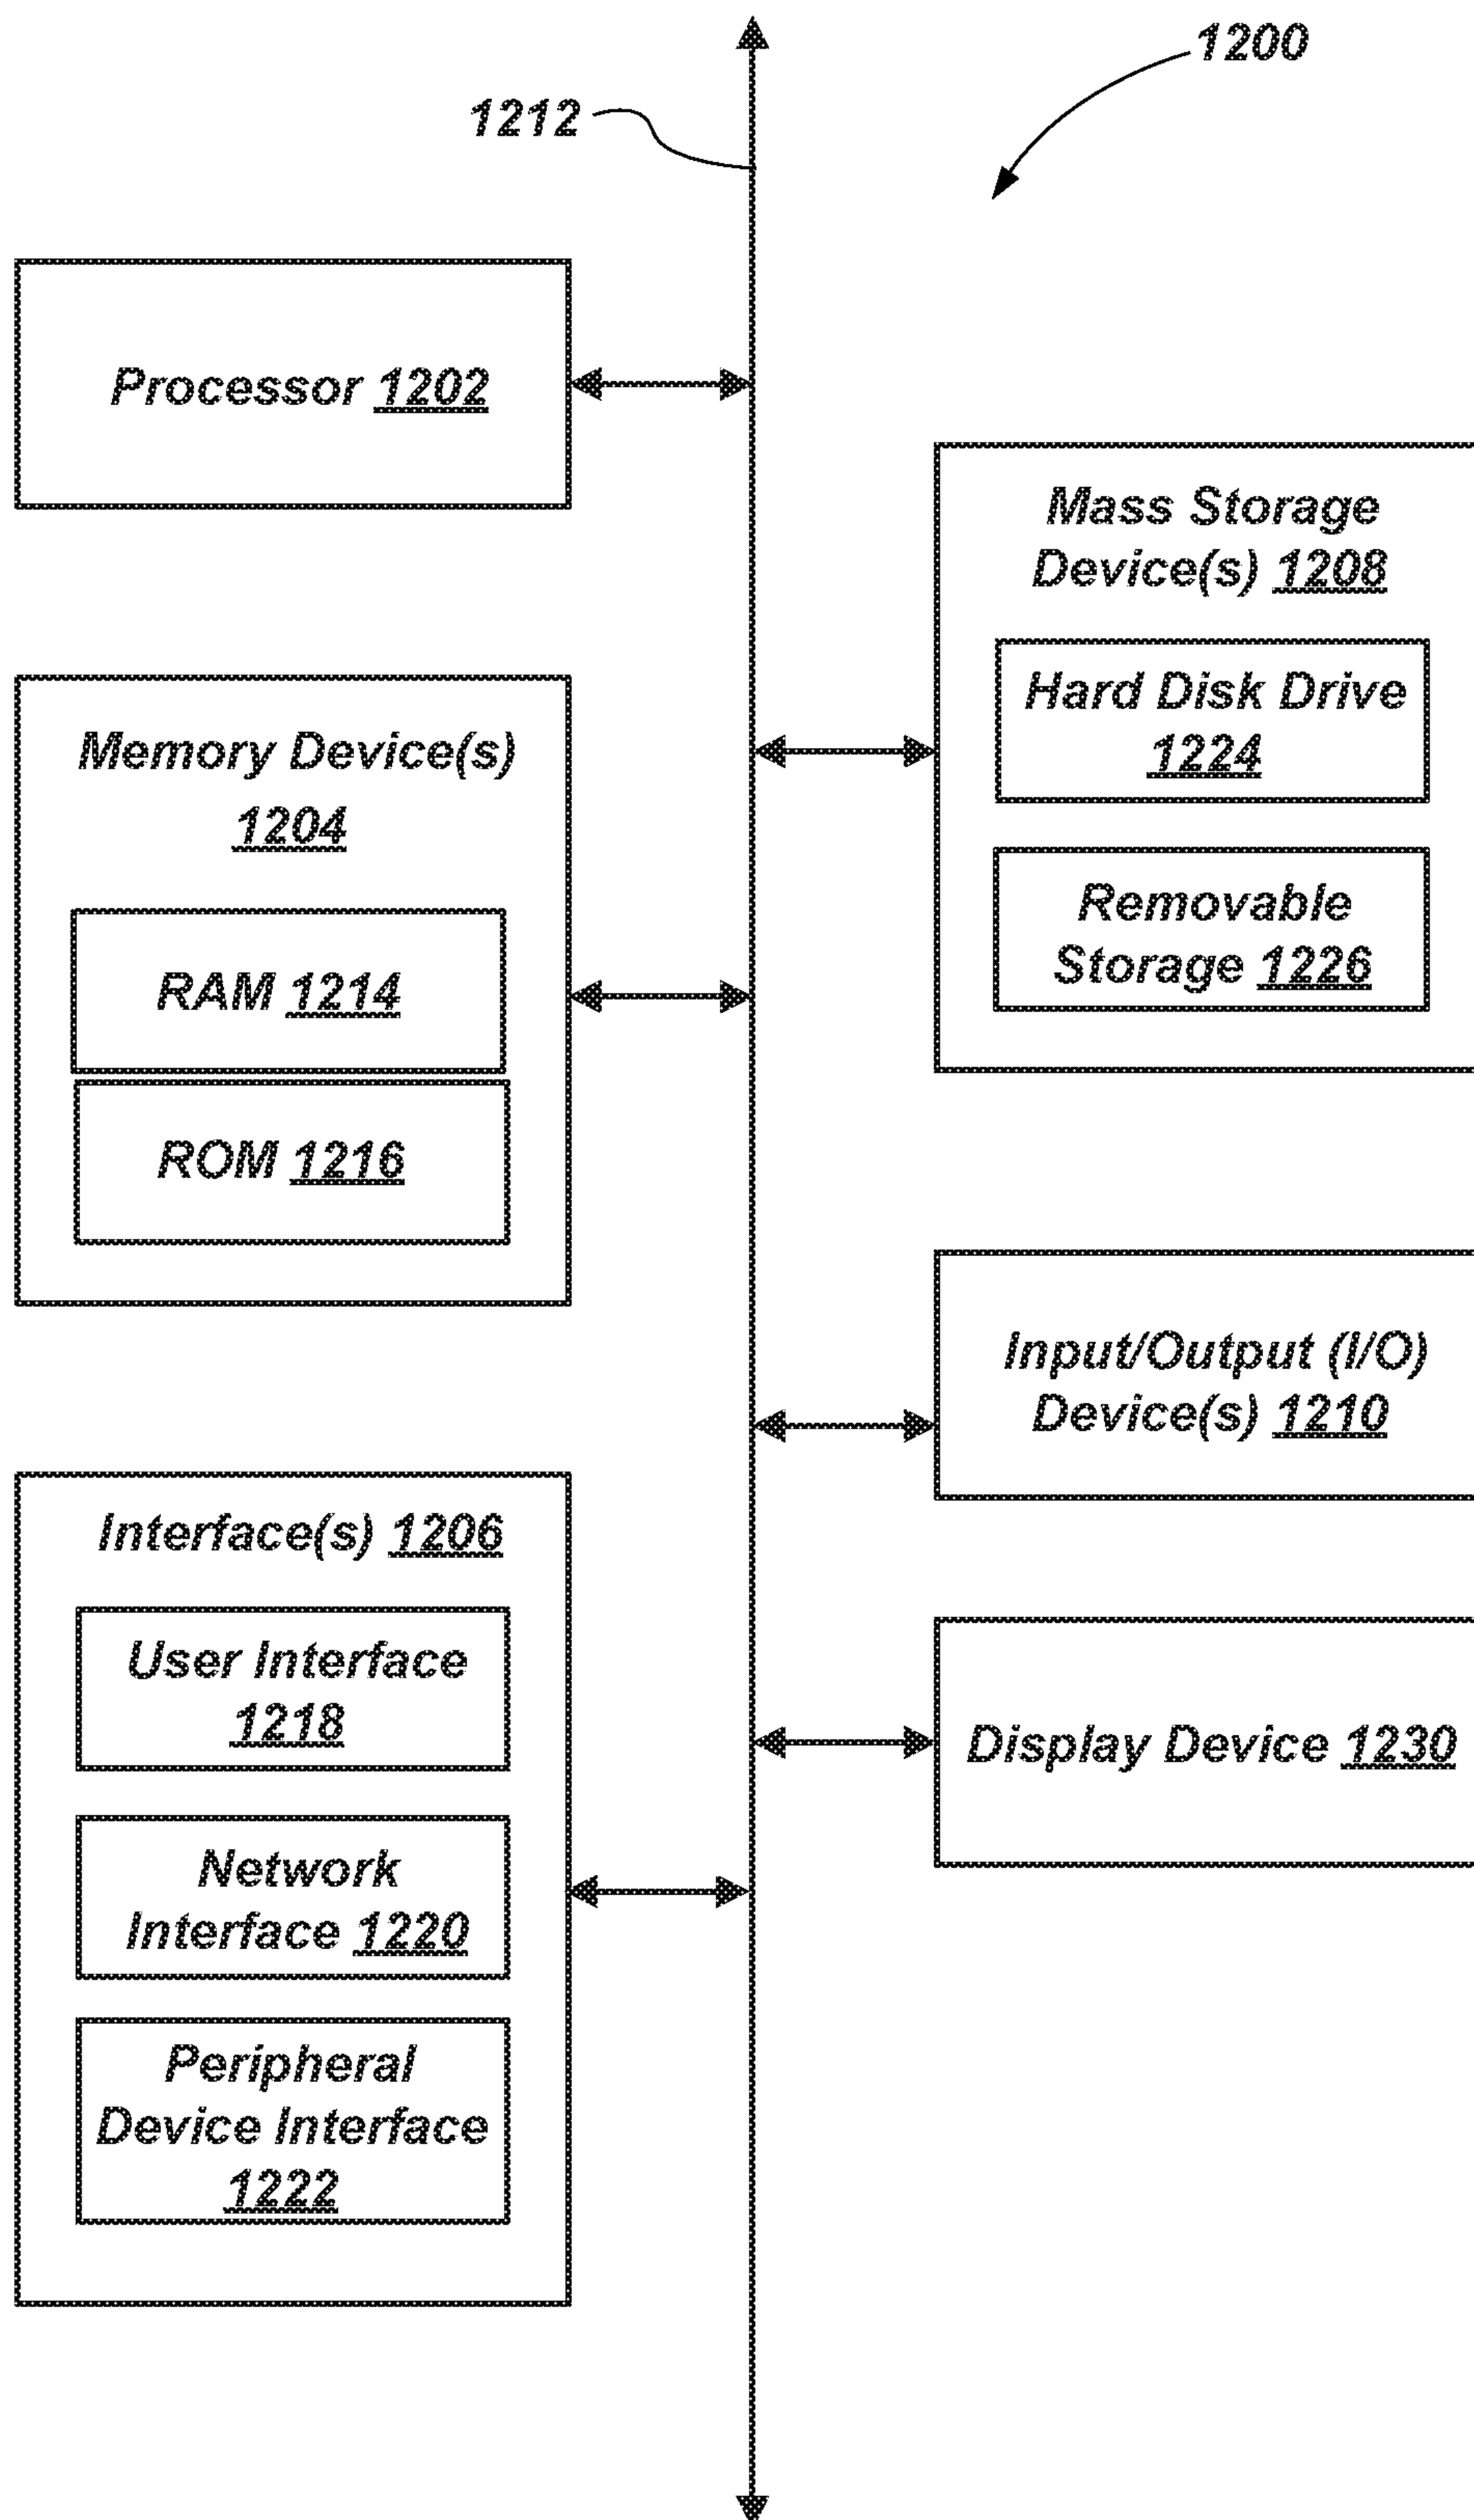 1200
1212
Processor 1202
Mass Storage
Device(s) 1208
Hard Disk Drive
1224
Removable
Storage 1226
Memory Device(s)
1204
RAM 1214
ROM 1216
Input/Output (I/O)
Device(s) 1210
Interface(s) 1206
User Interface
1218
Network
Interface 1220
Peripheral
Device Interface
1222
Display Device 1230